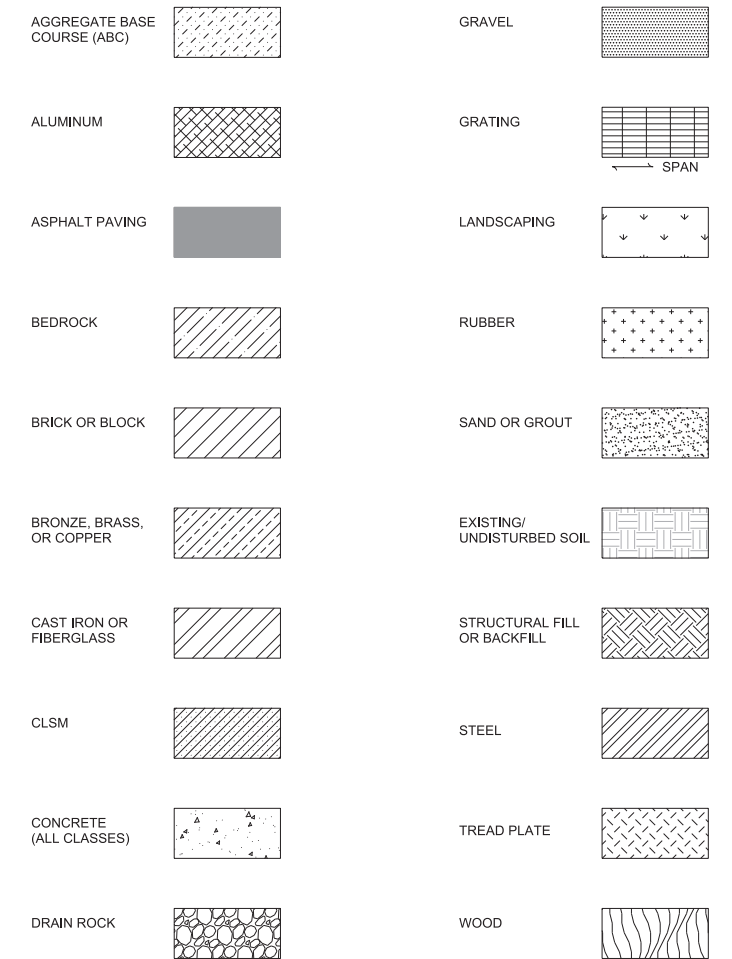 AGGREGATE BASE
COURSE (ABC)
ALUMINUM
ASPHALT PAVING
BEDROCK
BRICK OR BLOCK
BRONZE, BRASS,
OR COPPER
CAST IRON OR
FIBERGLASS
CLSM
CONCRETE
(ALL CLASSES)
DRAIN ROCK
GRAVEL
GRATING
SPAN
LANDSCAPING
RUBBER
SAND OR GROUT
EXISTING/
UNDISTURBED SOIL
STRUCTURAL FILL
OR BACKFILL
STEEL
TREAD PLATE
WOOD